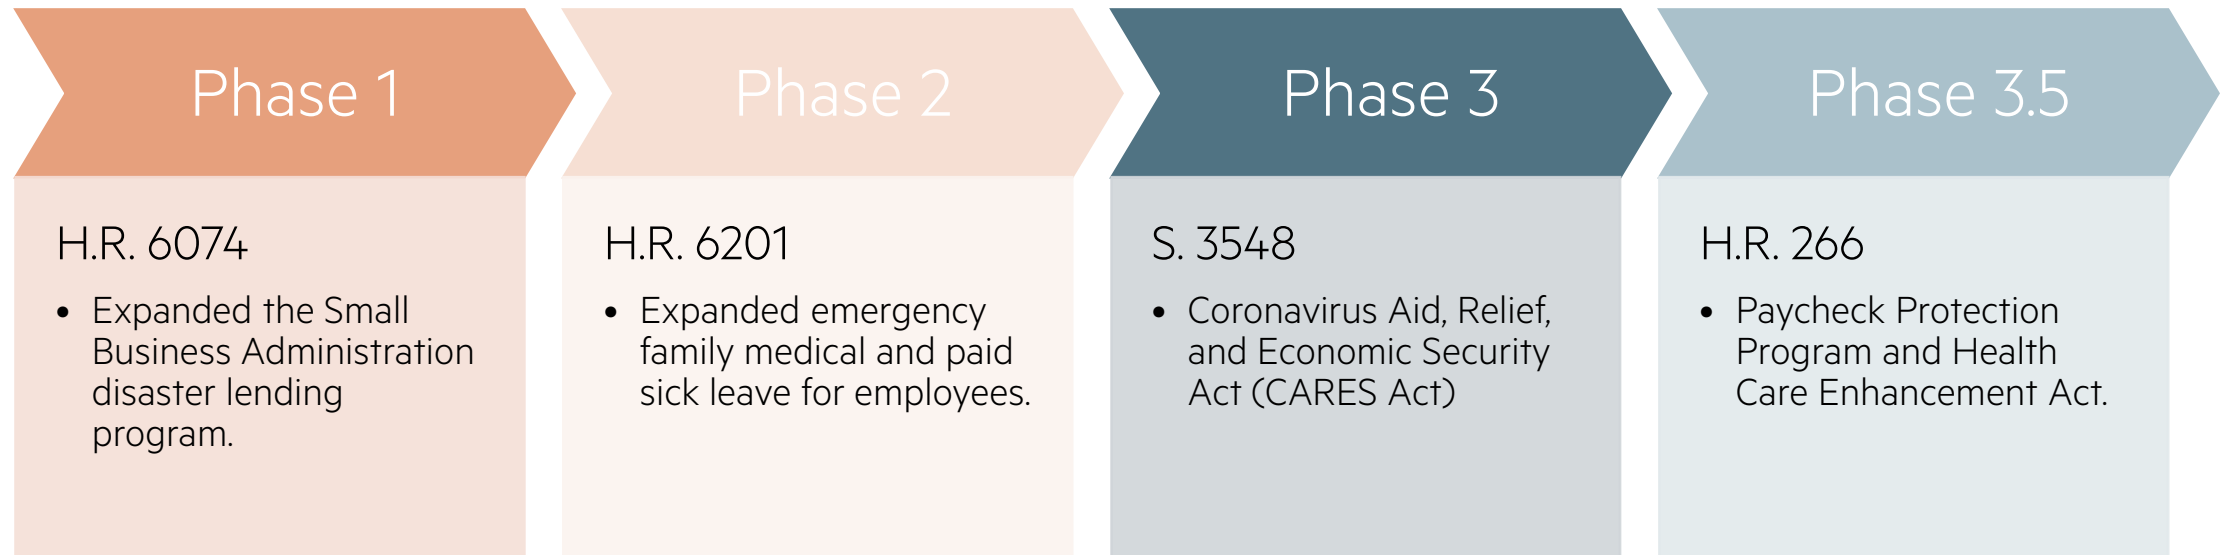 Phase 1
H.R. 6074
• Expanded the Small
Business Administration
disaster lending
program.
Phase 2
H.R. 6201
• Expanded emergency
family medical and paid
sick leave for employees.
Phase 3
S. 3548
• Coronavirus Aid, Relief,
and Economic Security
Act (CARES Act)
Phase 3.5
H.R. 266
• Paycheck Protection
Program and Health
Care Enhancement Act.